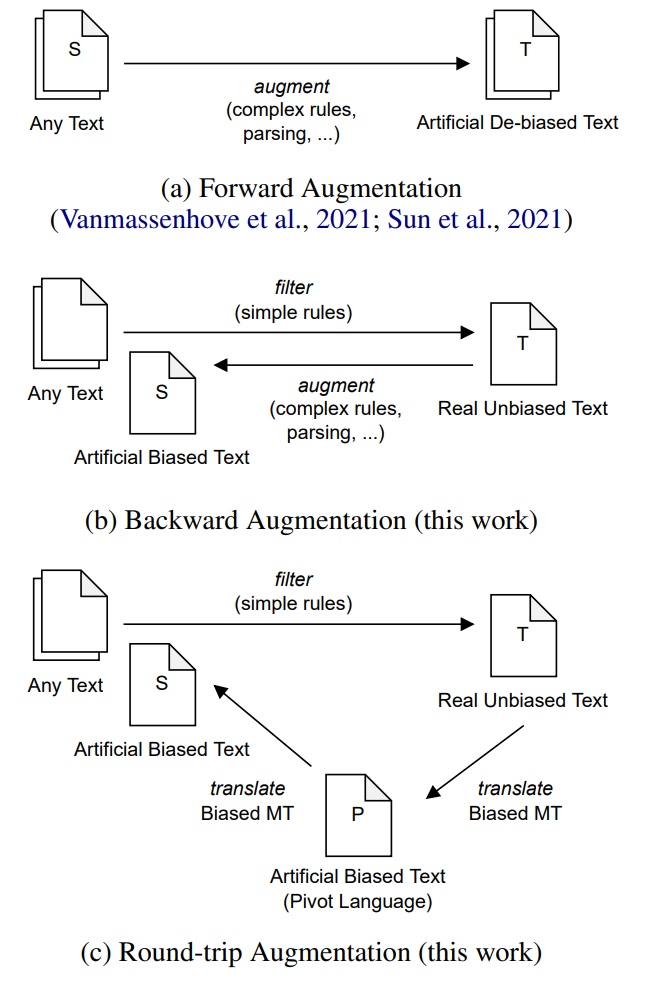 S
T
augment
(complex rules,
parsing, ...)
Any Text
Artificial De-biased Text
(a) Forward Augmentation
(Vanmassenhove et al., 2021; Sun et al., 2021)
filter
(simple rules)
T
Any Text
S
augment
(complex rules,
parsing, ...)
Real Unbiased Text
Artificial Biased Text
(b) Backward Augmentation (this work)
filter
(simple rules)
T
Any Text
S
Real Unbiased Text
Artificial Biased Text
translate
Biased MT
translate
Biased MT
P
Artificial Biased Text
(Pivot Language)
(c) Round-trip Augmentation (this work)